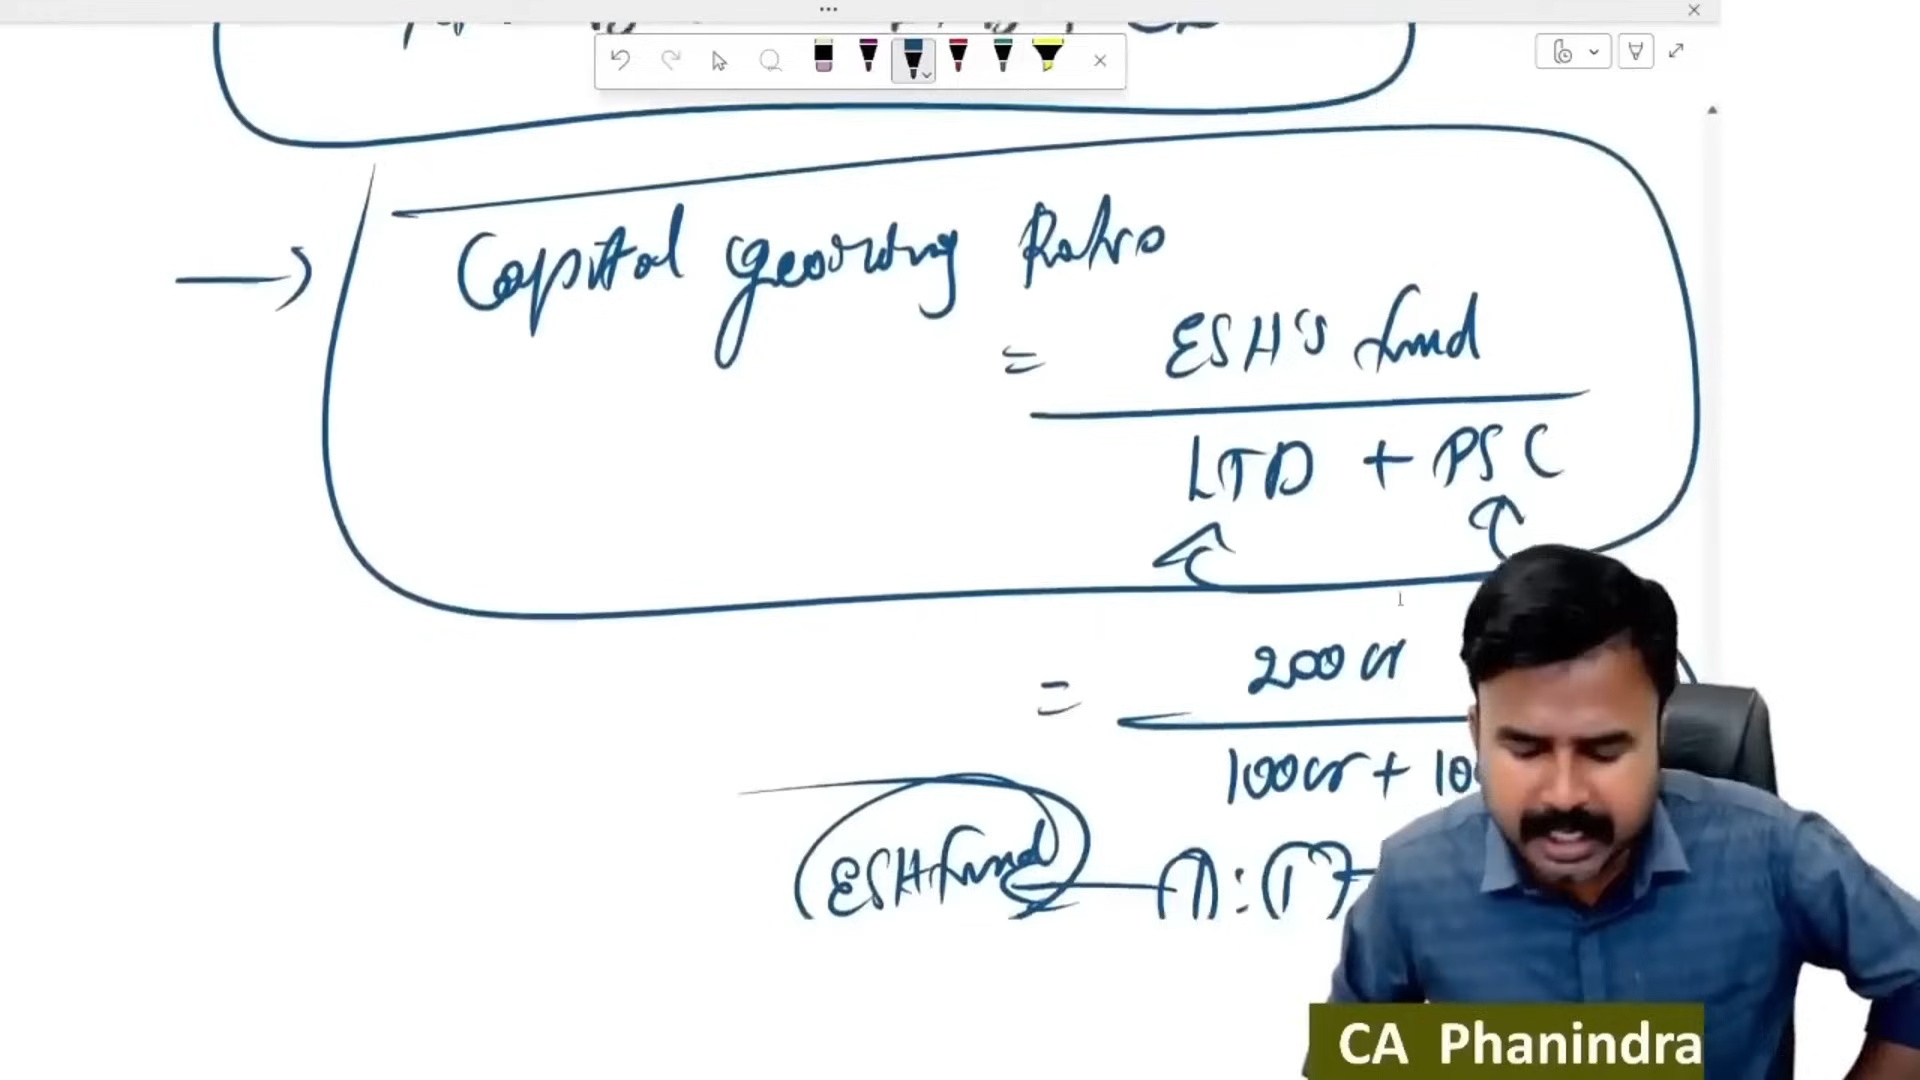 Capital gearing Ratio
= ESH's fund
LTD + PSC
= 200 cr
100cr + 10
ESH fund 1 : 1
CA Phanindra